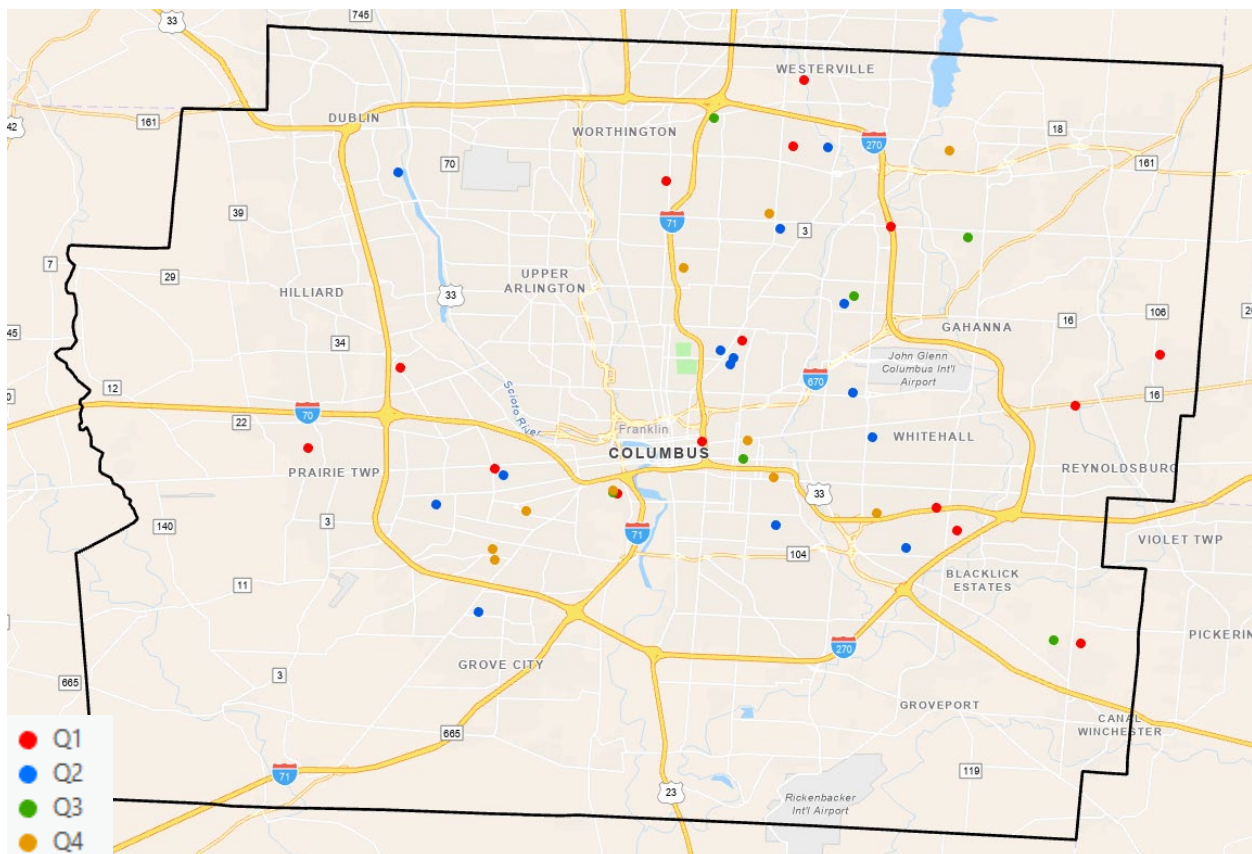 745
33
WESTERVILLE
161
DUBLIN
WORTHINGTON
42
18
270
70
161
39
71
3
7
UPPER
ARLINGTON
29
HILLIARD
33
16
106
GAHANNA
45
34
John Glenn
Columbus Int'l
Airport
Scioto River
670
12
16
70
22
Franklin
WHITEHALL
COLUMBUS
REYNOLDSBURG
PRAIRIE TWP
33
3
140
71
VIOLET TWP
104
11
BLACKLICK
ESTATES
PICKERIN
270
GROVE CITY
3
665
GROVEPORT
CANAL
WINCHESTER
665
Q1
Q2
Q3
Q4
71
119
23
Rickenbacker
Int'l Airport